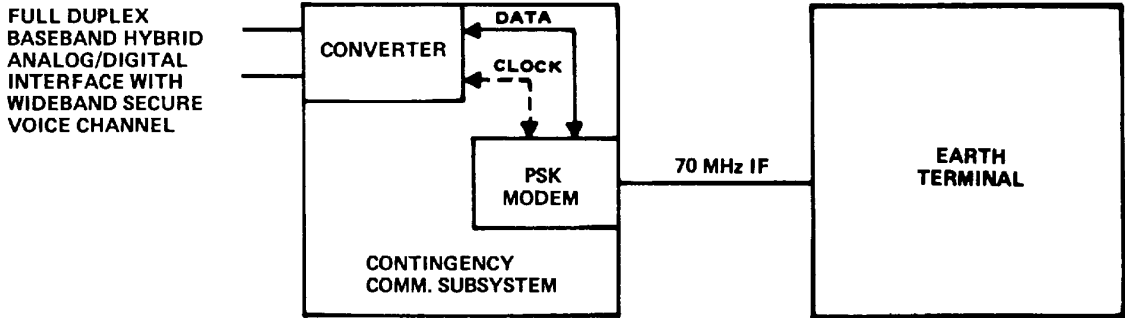 FULL DUPLEX
BASEBAND HYBRID
ANALOG/DIGITAL
INTERFACE WITH
WIDEBAND SECURE
VOICE CHANNEL
CONVERTER
DATA
CLOCK
PSK
MODEM
CONTINGENCY
COMM. SUBSYSTEM
70 MHz IF
EARTH
TERMINAL